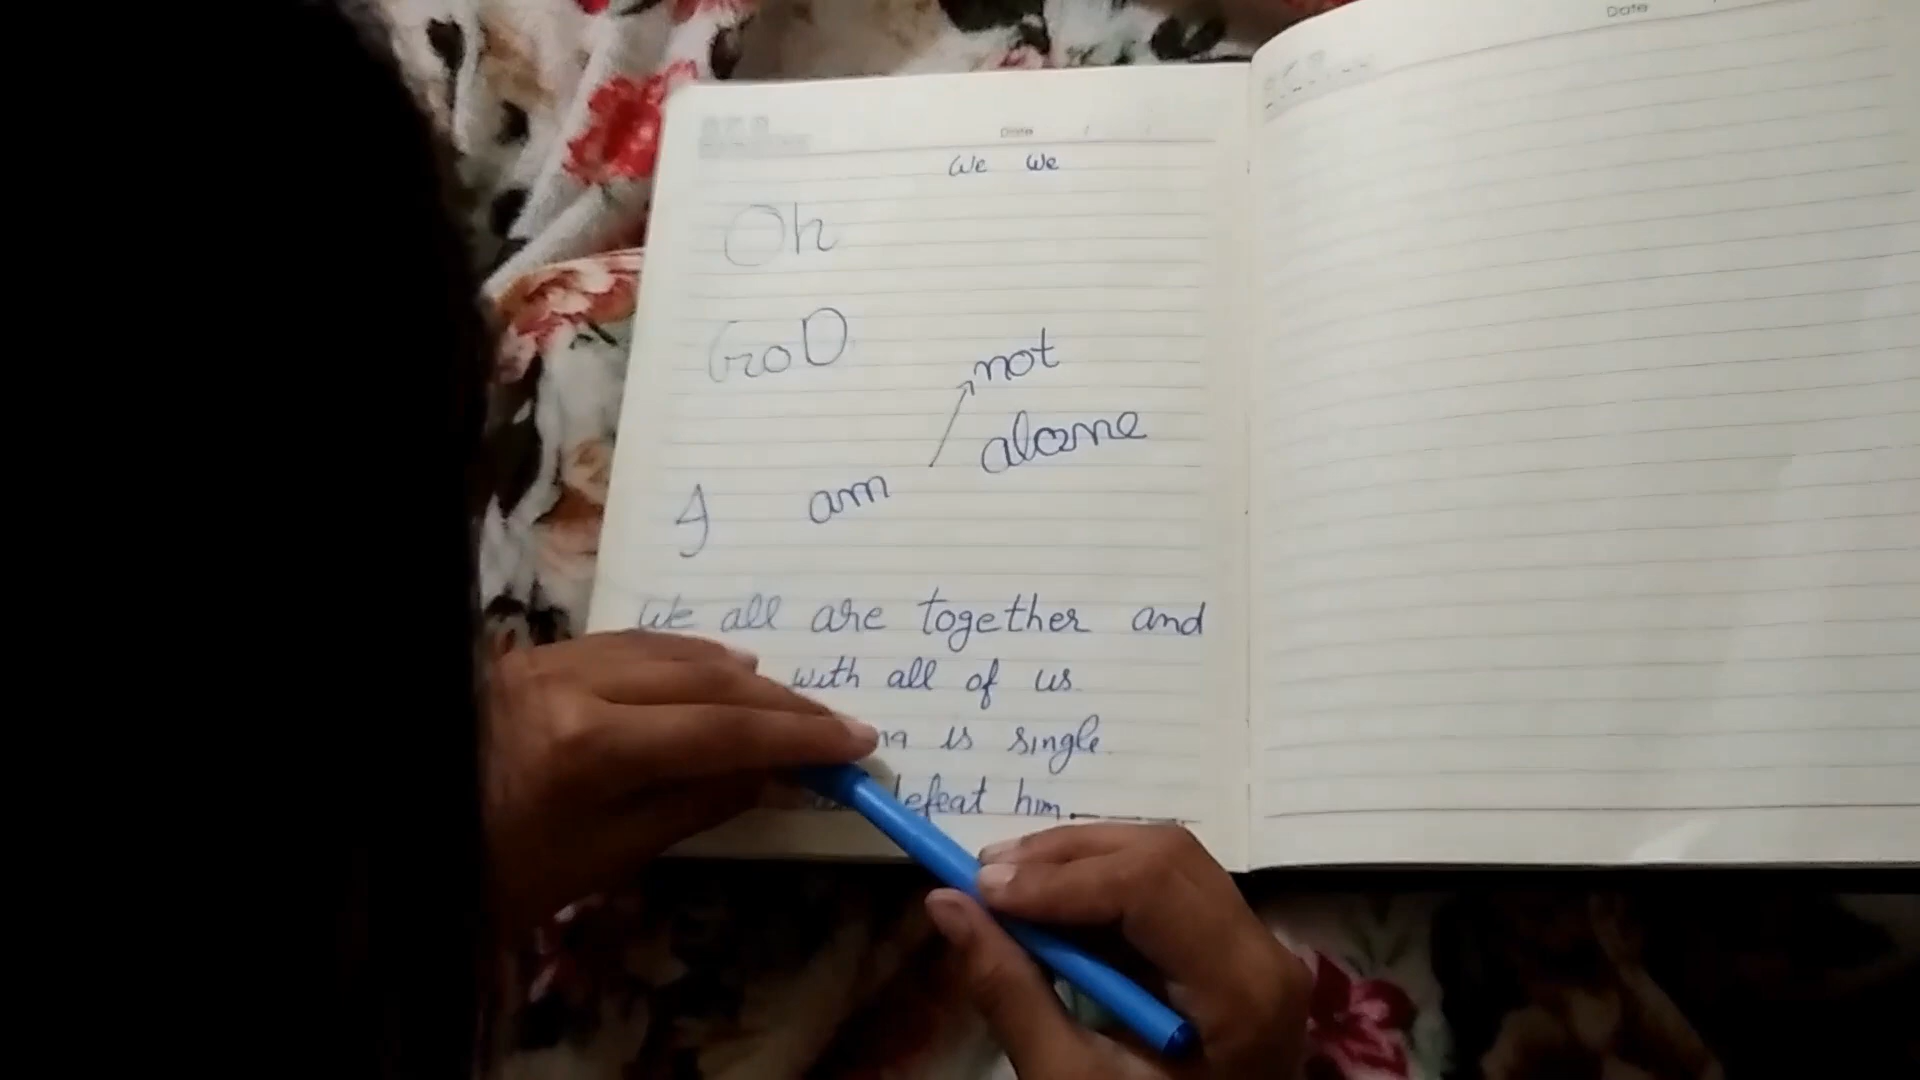 Date
Date / /
We We
Oh
GoD
not
alone
I am
We all are together and
with all of us
is single.
defeat him